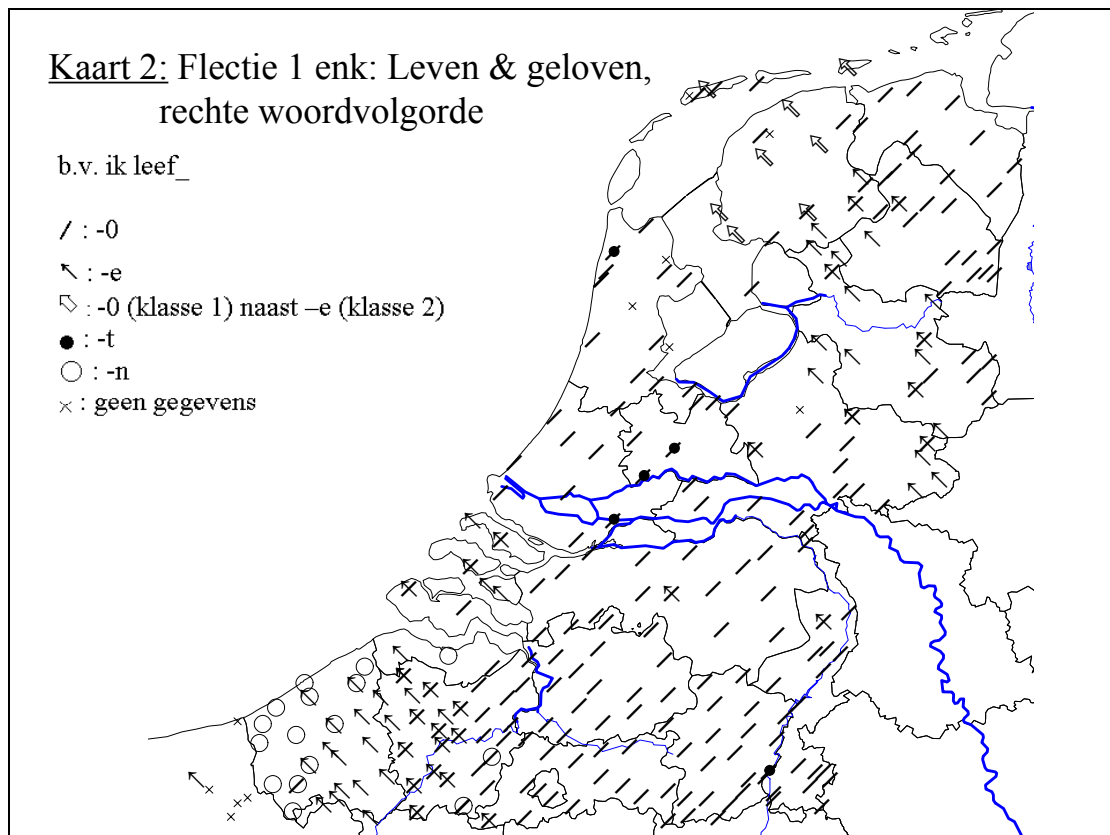 Kaart 2: Flectie 1 enk: Leven & geloven,
rechte woordvolgorde
b.v. ik leef_
/ : -0
: -e
: -0 (klasse 1) naast –e (klasse 2)
: -t
: -n
× : geen gegevens